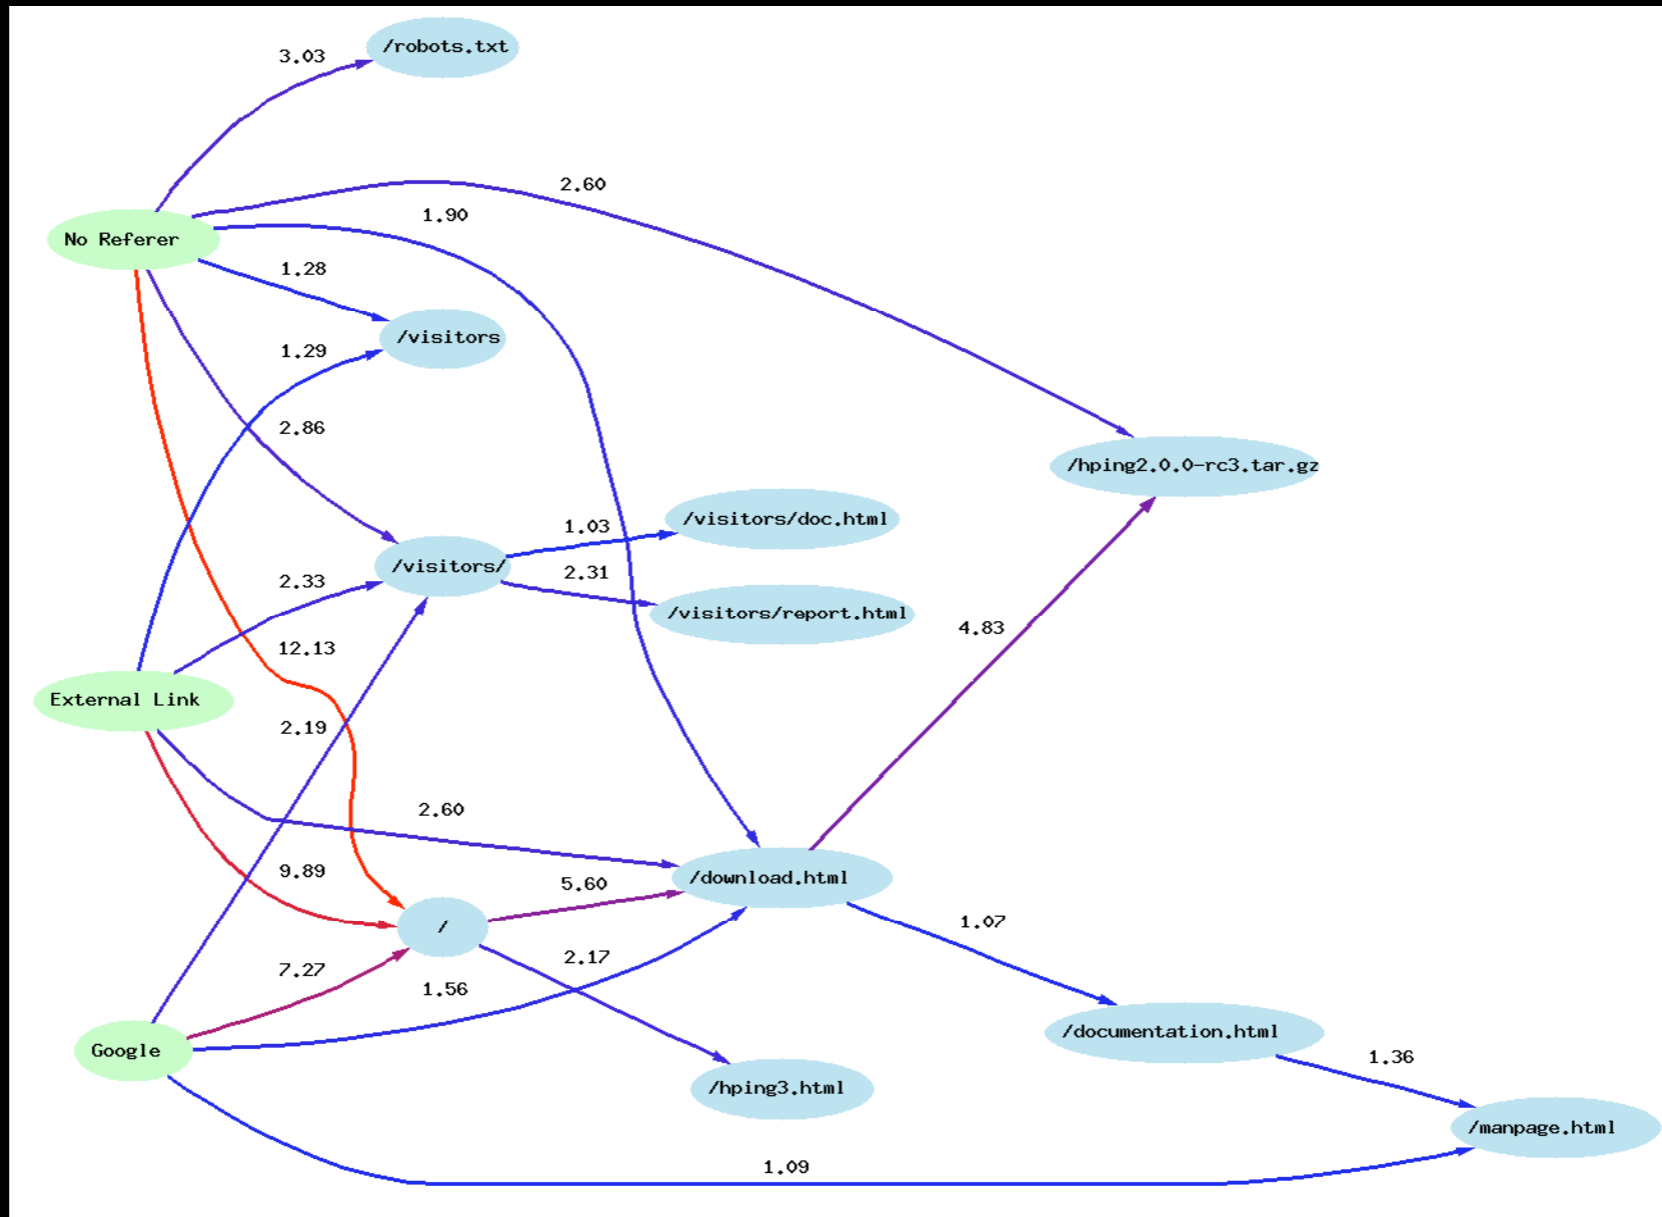 /robots.txt
3.03
2.60
1.90
No Referer
1.28
/visitors
1.29
2.86
/hping2.0.0-rc3.tar.gz
/visitors/doc.html
1.03
/visitors/
2.31
2.33
/visitors/report.html
4.83
12.13
External Link
2.19
2.60
9.89
5.60
/download.html
1.07
/
2.17
7.27
1.56
/documentation.html
Google
1.36
/hping3.html
/manpage.html
1.09